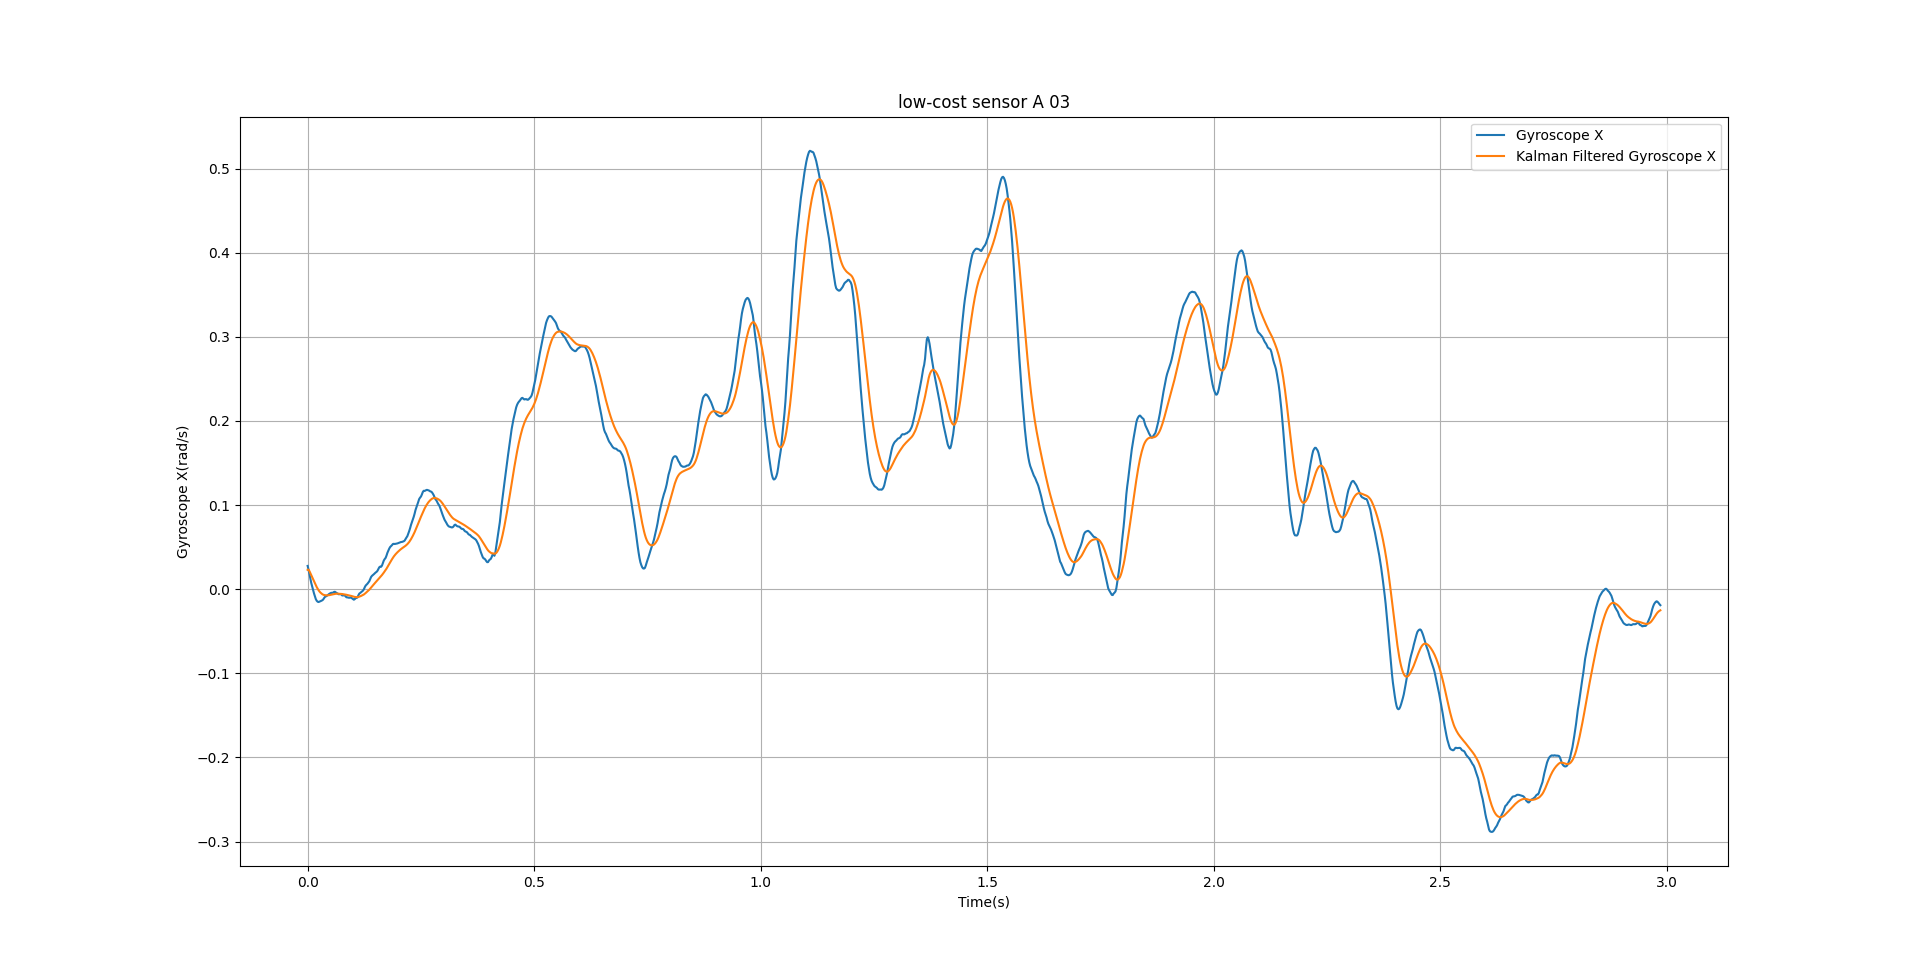 low-cost sensor A 03
Gyroscope X
Kalman Filtered Gyroscope X
Gyroscope X(rad/s)
0.5
0.4
0.3
0.2
0.1
0.0
−0.1
−0.2
−0.3
0.0 0.5 1.0 1.5 2.0 2.5 3.0
Time(s)